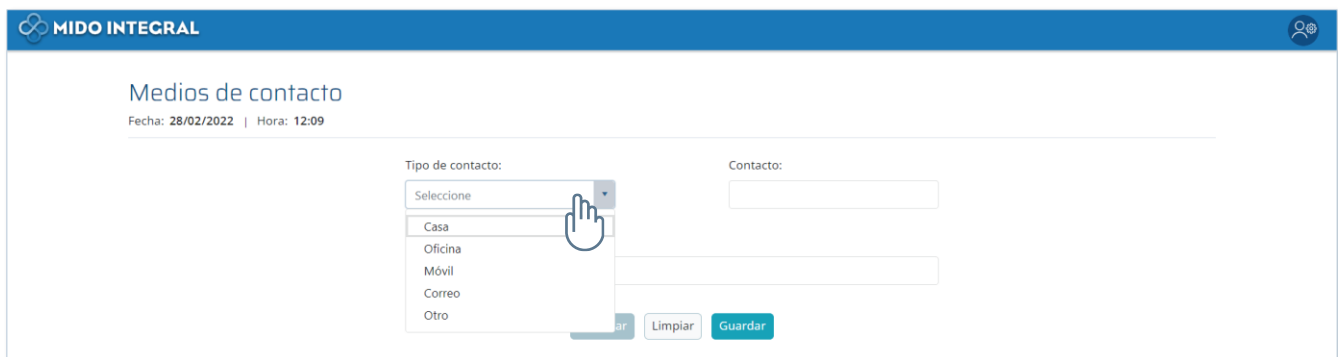 MIDO INTEGRAL
Medios de contacto
Fecha: 28/02/2022 | Hora: 12:09
Tipo de contacto: Contacto:
Seleccione
Casa
Oficina
Móvil
Correo
Otro
Limpiar Guardar